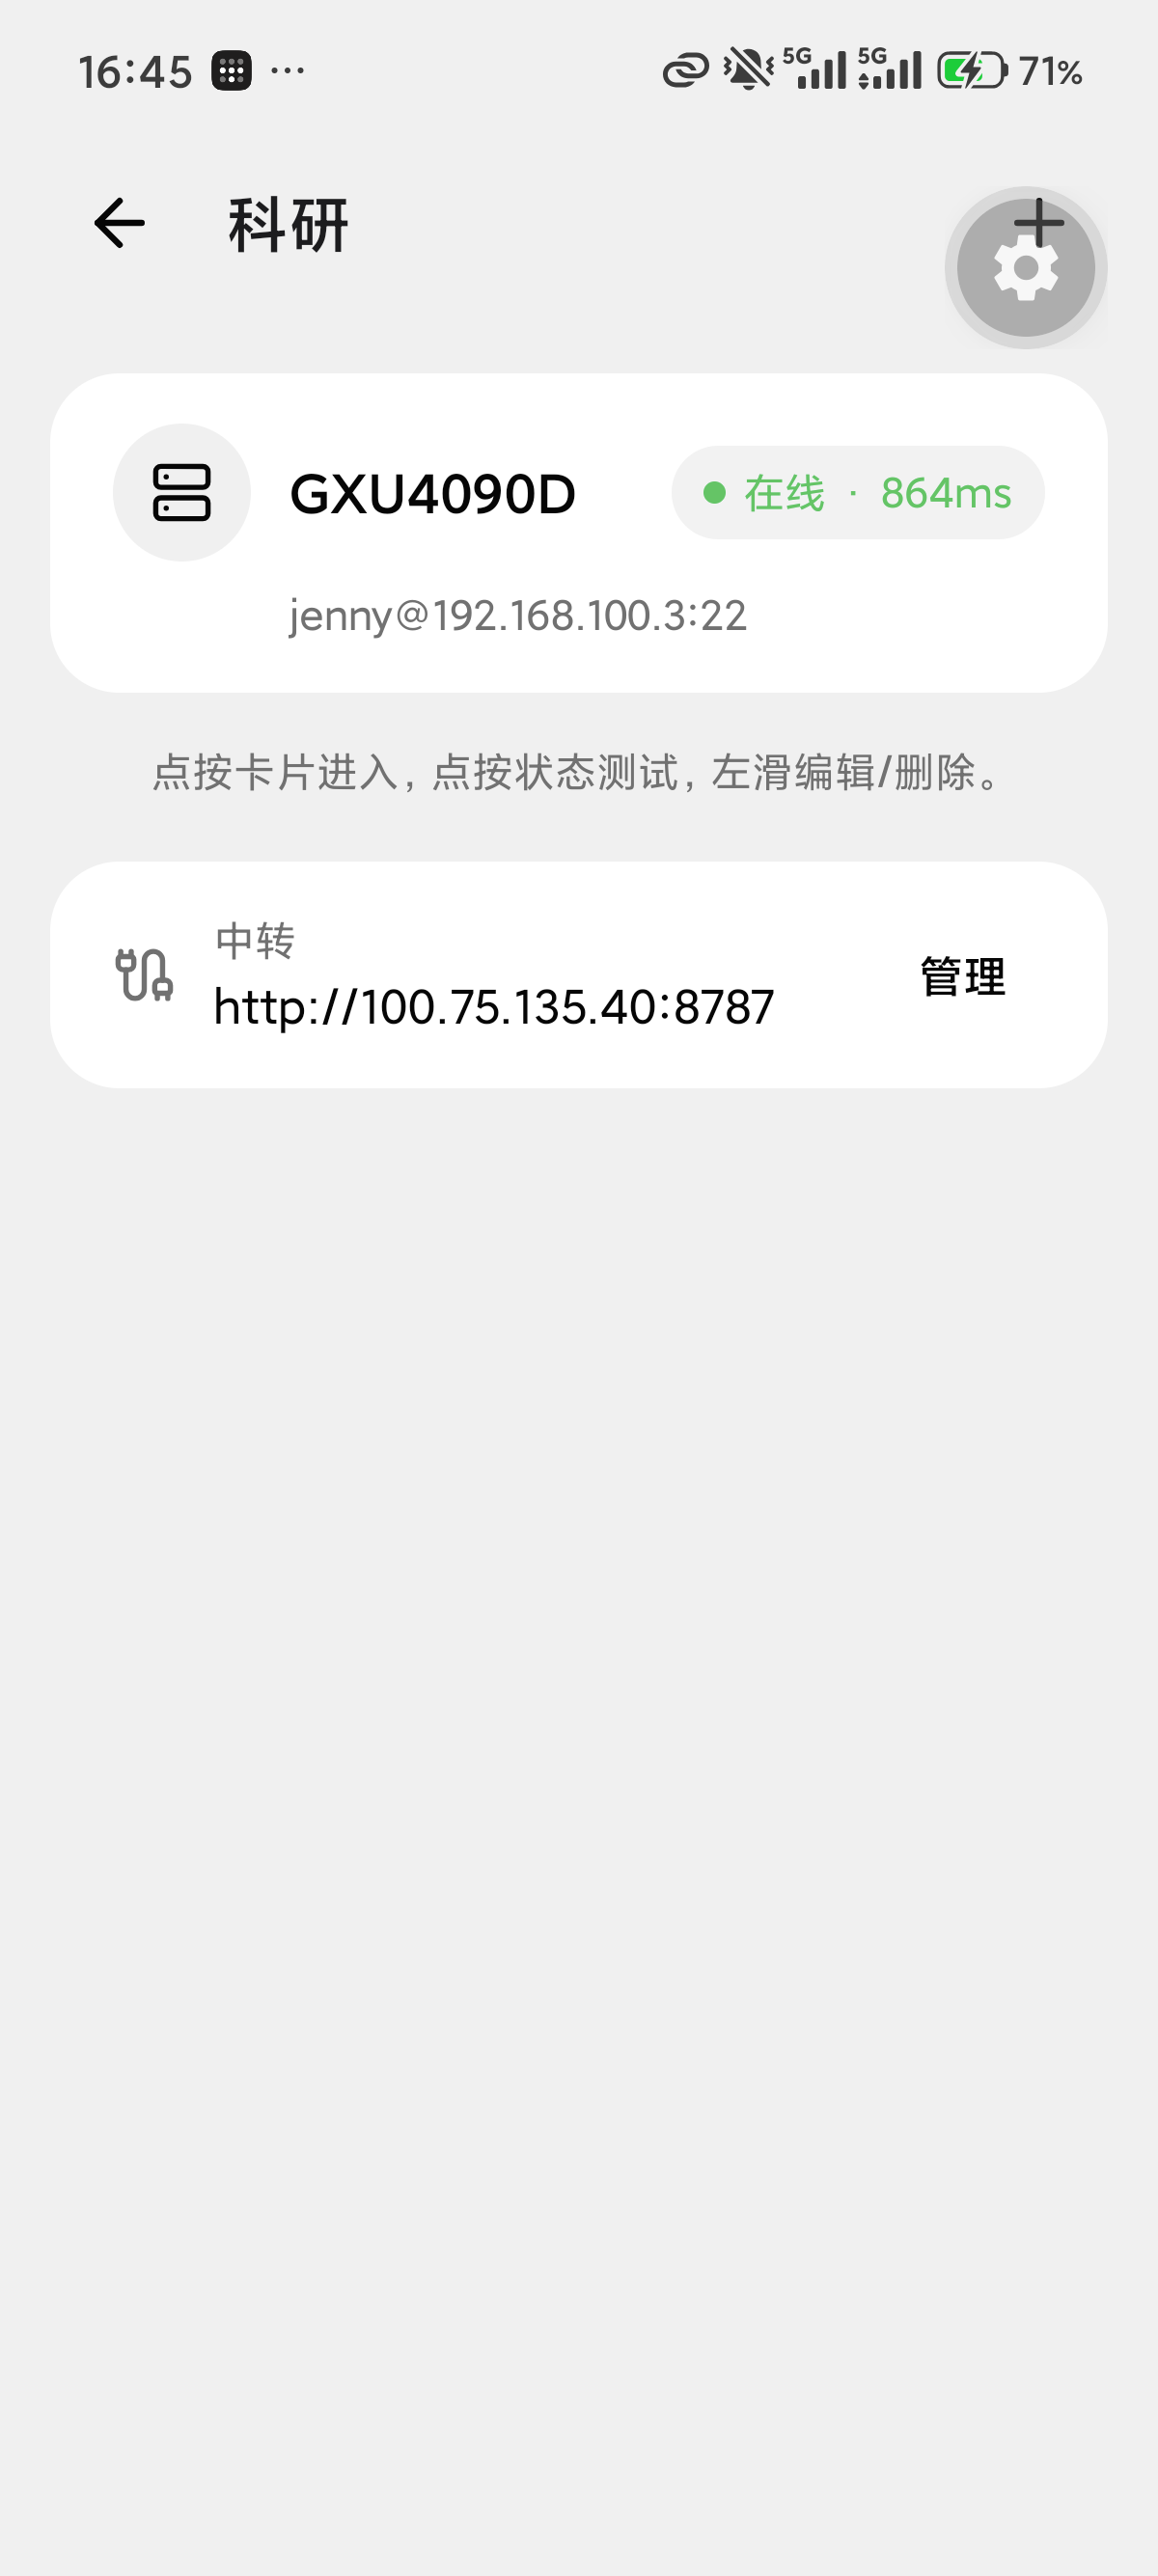 16:45 ... 5G 5G 71%
科研
GXU4090D 在线 · 864ms
jenny@192.168.100.3:22
点按卡片进入，点按状态测试，左滑编辑/删除。
中转
http://100.75.135.40:8787 管理